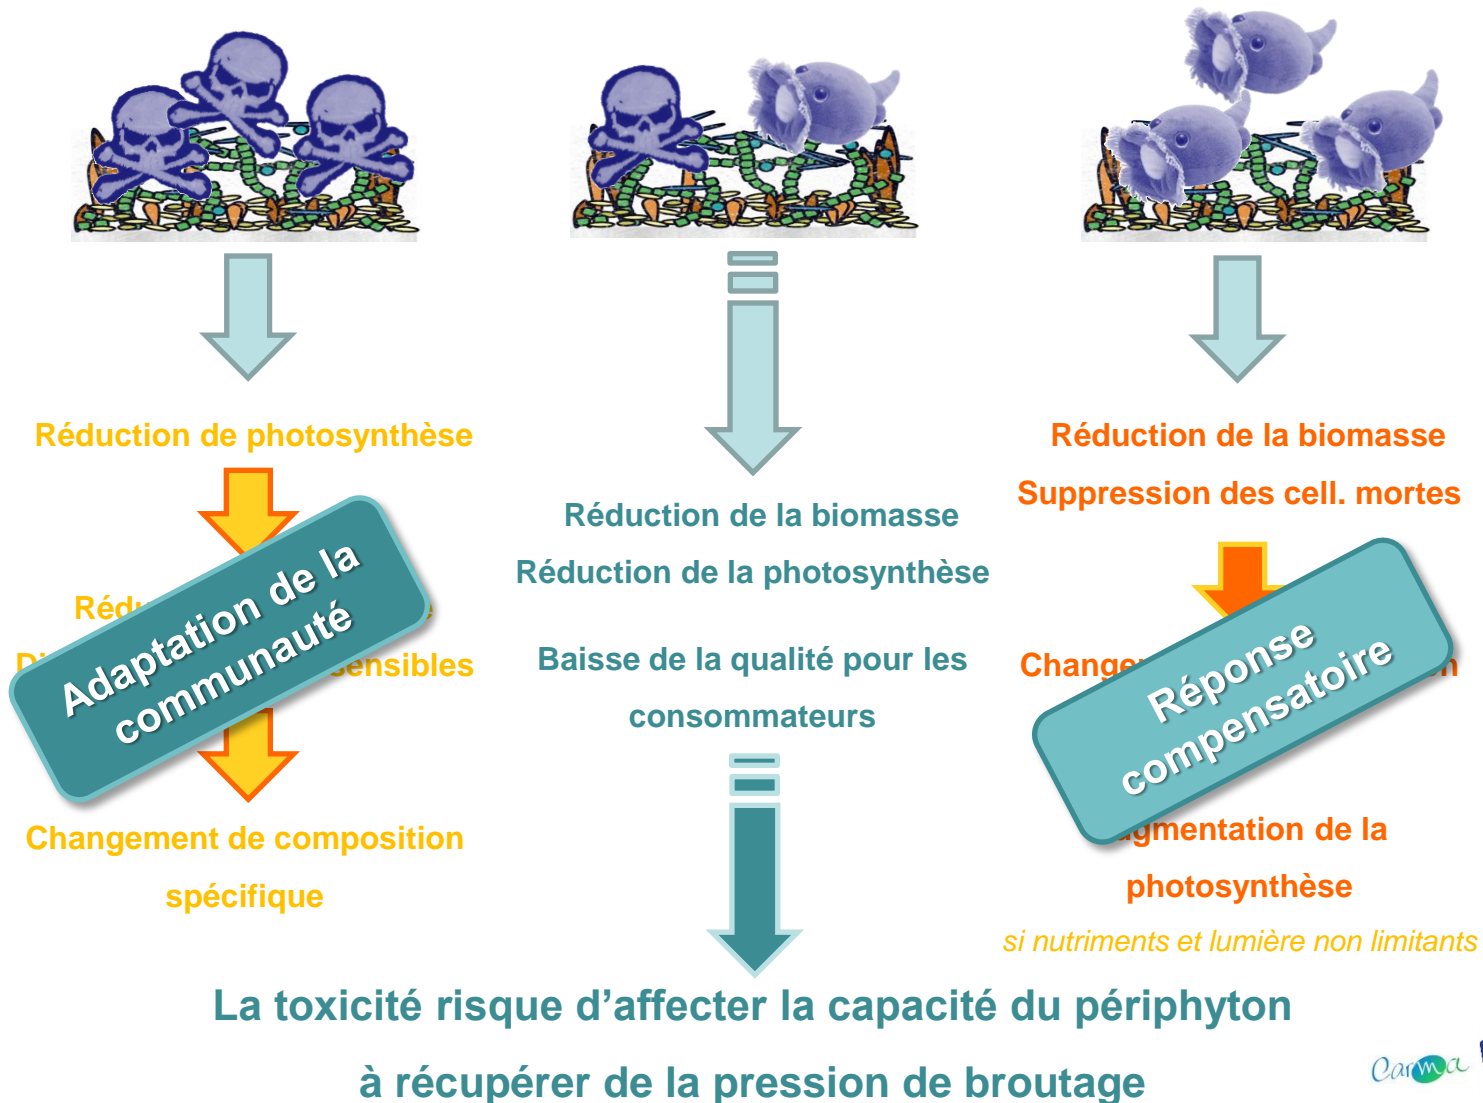 Réduction de photosynthèse
sensibles
Adaptation de la
communauté
Changement de composition
spécifique
Réduction de la biomasse
Réduction de la photosynthèse
Baisse de la qualité pour les
consommateurs
Réduction de la biomasse
Suppression des cell. mortes
Réponse
compensatoire
de la
photosynthèse
si nutriments et lumière non limitants
La toxicité risque d’affecter la capacité du périphyton
à récupérer de la pression de broutage
Carma